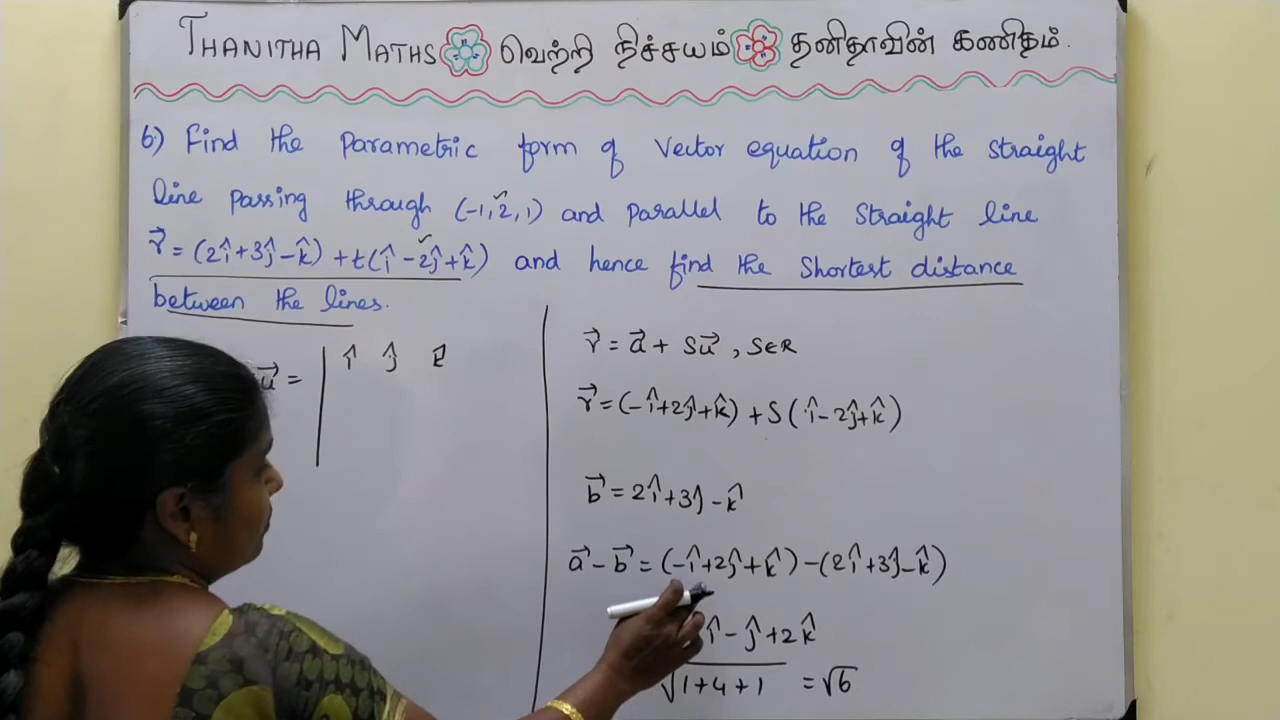 THANITHA MATHS வெற்றி நிச்சயம் தனிதாவின் கணிதம்.
6) Find the parametric form of vector equation of the straight
line passing through (-1, 2, 1) and parallel to the straight line
r⃗ = (2î+3ĵ-k̂) + t(î-2ĵ+k̂) and hence find the shortest distance
between the lines.
u⃗ = | î ĵ k̂
r⃗ = a⃗ + su⃗, s∈R
r⃗ = (-î+2ĵ+k̂) + s(î-2ĵ+k̂)
b⃗ = 2î+3ĵ-k̂
a⃗ - b⃗ = (-î+2ĵ+k̂) - (2î+3ĵ-k̂)
î - ĵ + 2k̂
√1+4+1 = √6